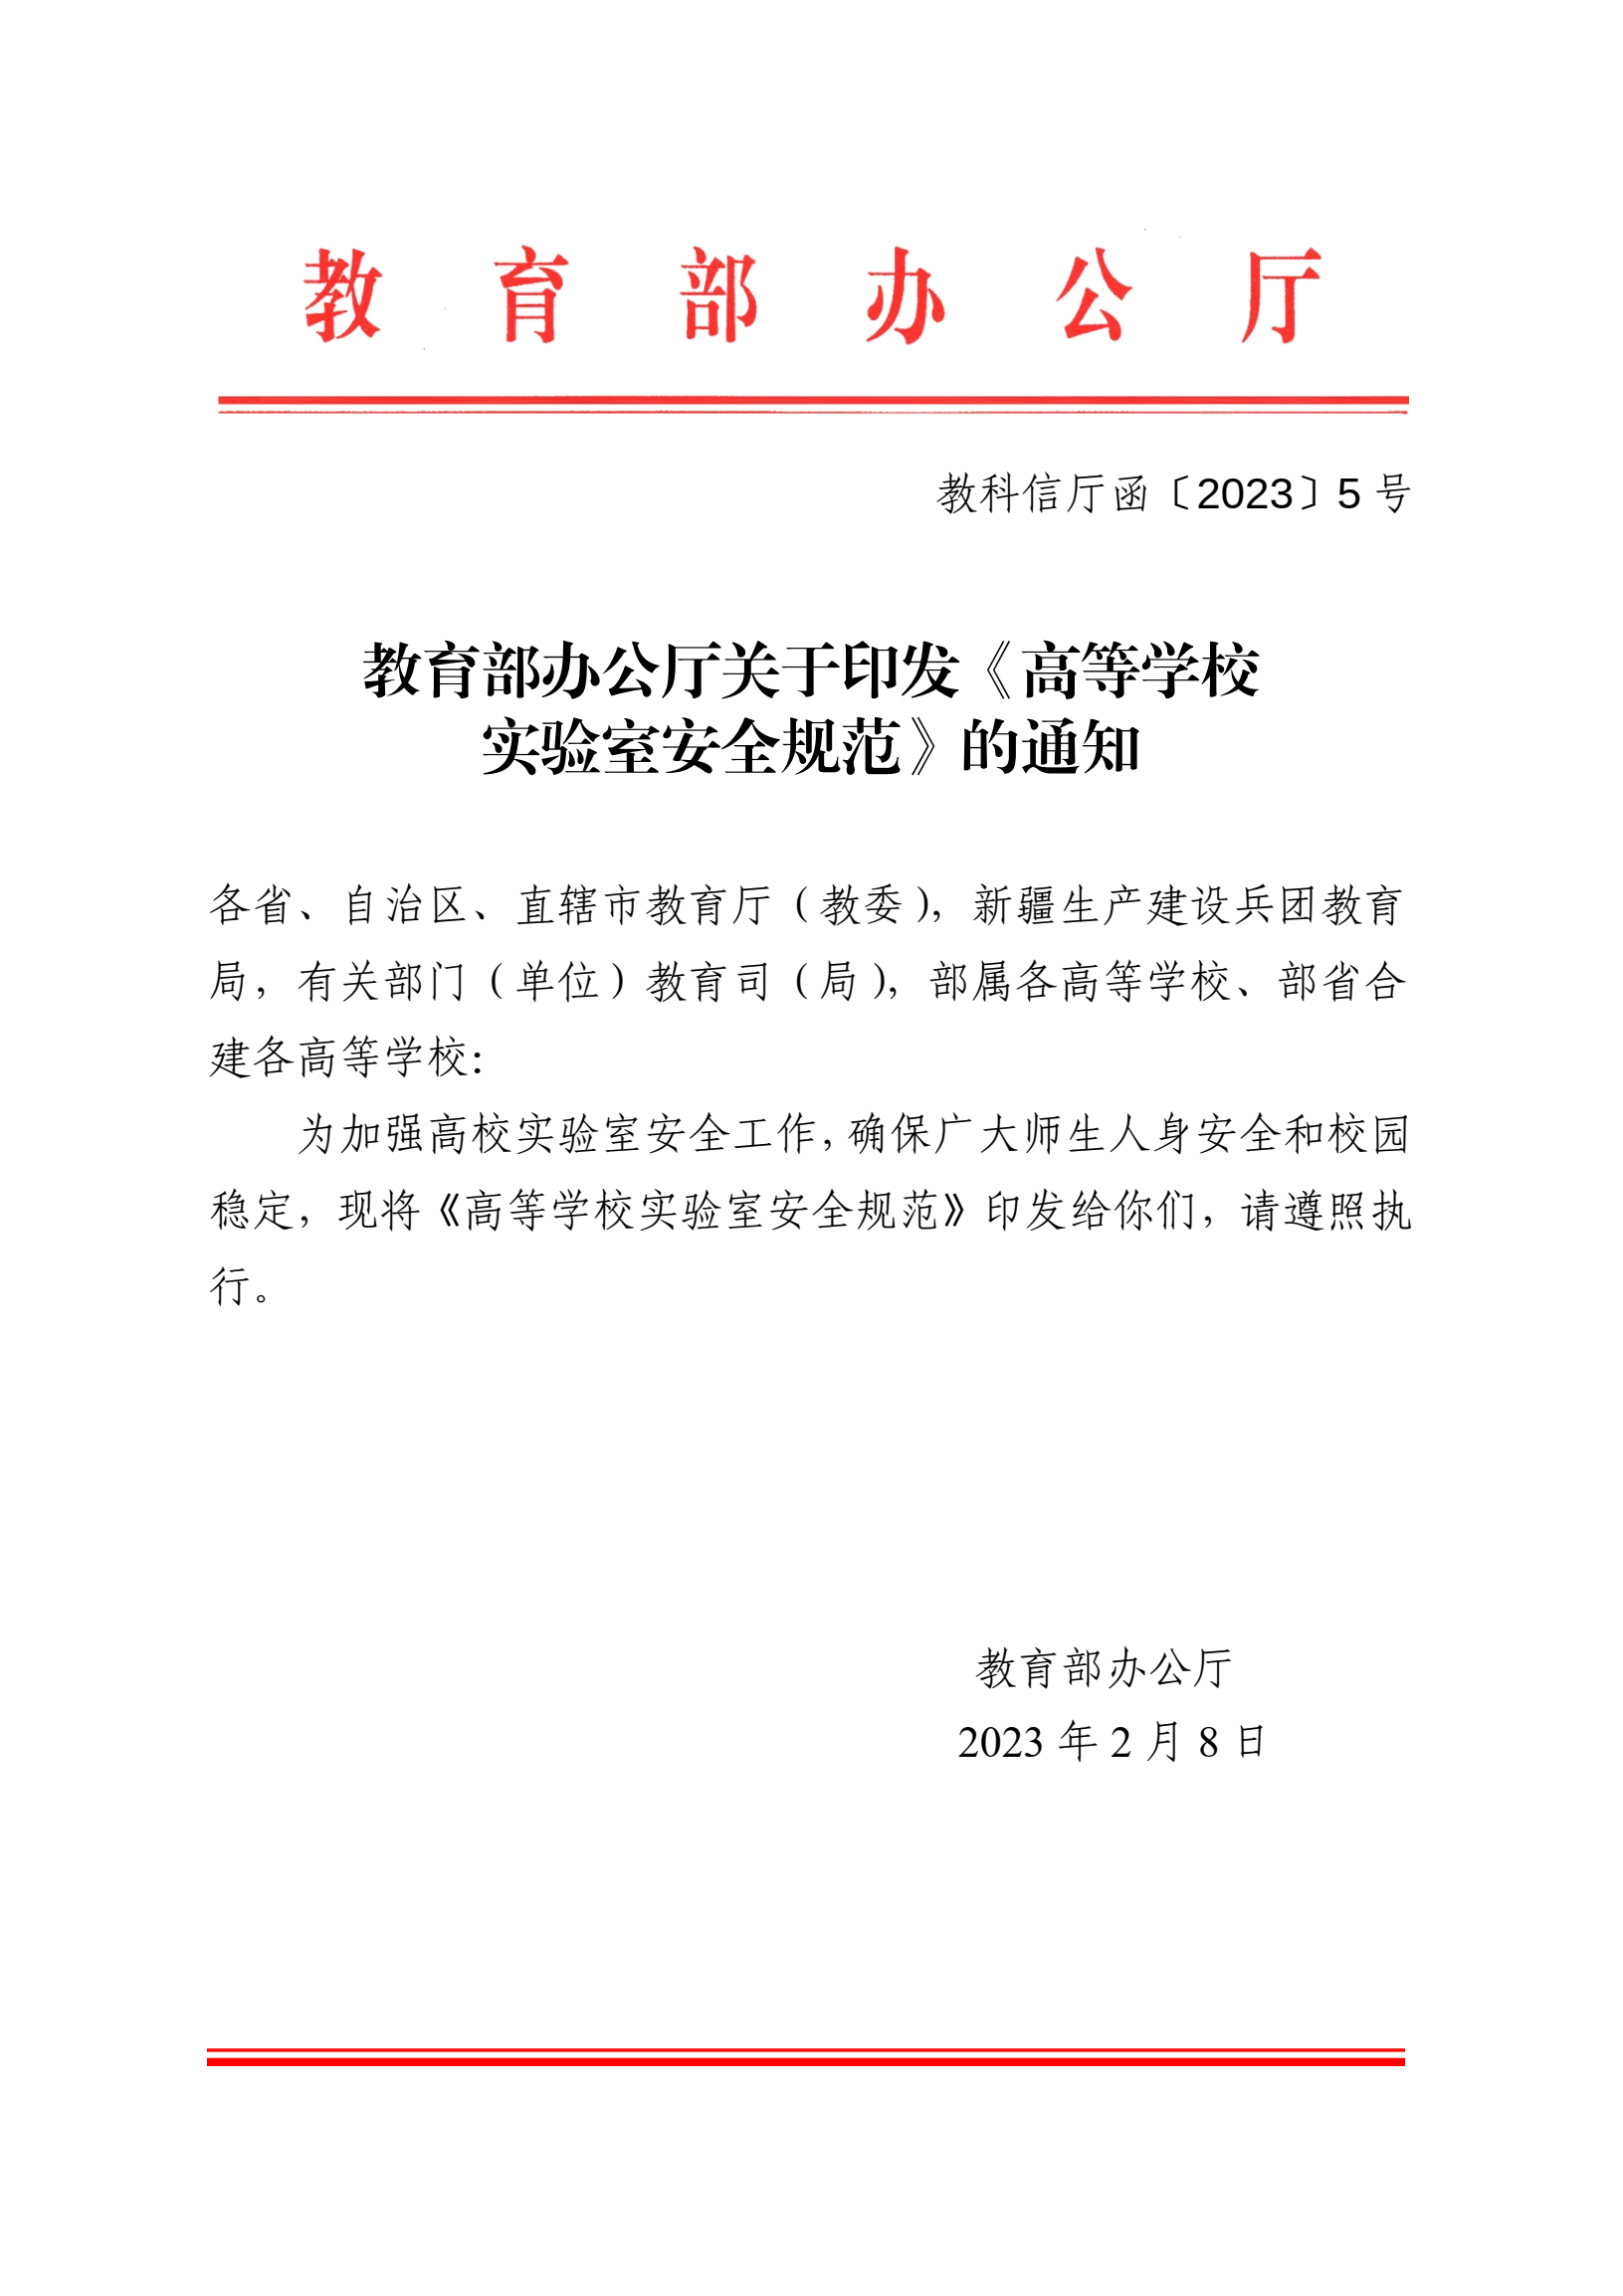 教育部办公厅
教科信厅函〔2023〕5 号
教育部办公厅关于印发《高等学校
实验室安全规范》的通知
各省、自治区、直辖市教育厅（教委），新疆生产建设兵团教育
局，有关部门（单位）教育司（局），部属各高等学校、部省合
建各高等学校：
为加强高校实验室安全工作，确保广大师生人身安全和校园
稳定，现将《高等学校实验室安全规范》印发给你们，请遵照执
行。
教育部办公厅
2023 年 2 月 8 日